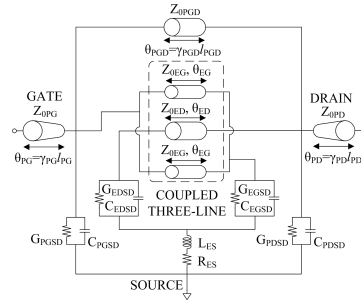 Z0PGD
θPGD=γPGDlPGD
Z0EG, θEG
GATE
Z0PG
Z0ED, θED
DRAIN
Z0PD
θPG=γPGlPG
Z0EG, θEG
θPD=γPDlPD
COUPLED
THREE-LINE
GEDSD
CEDSD
GEGSD
CEGSD
GPGSD
CPGSD
LES
RES
GPDSD
CPDSD
SOURCE